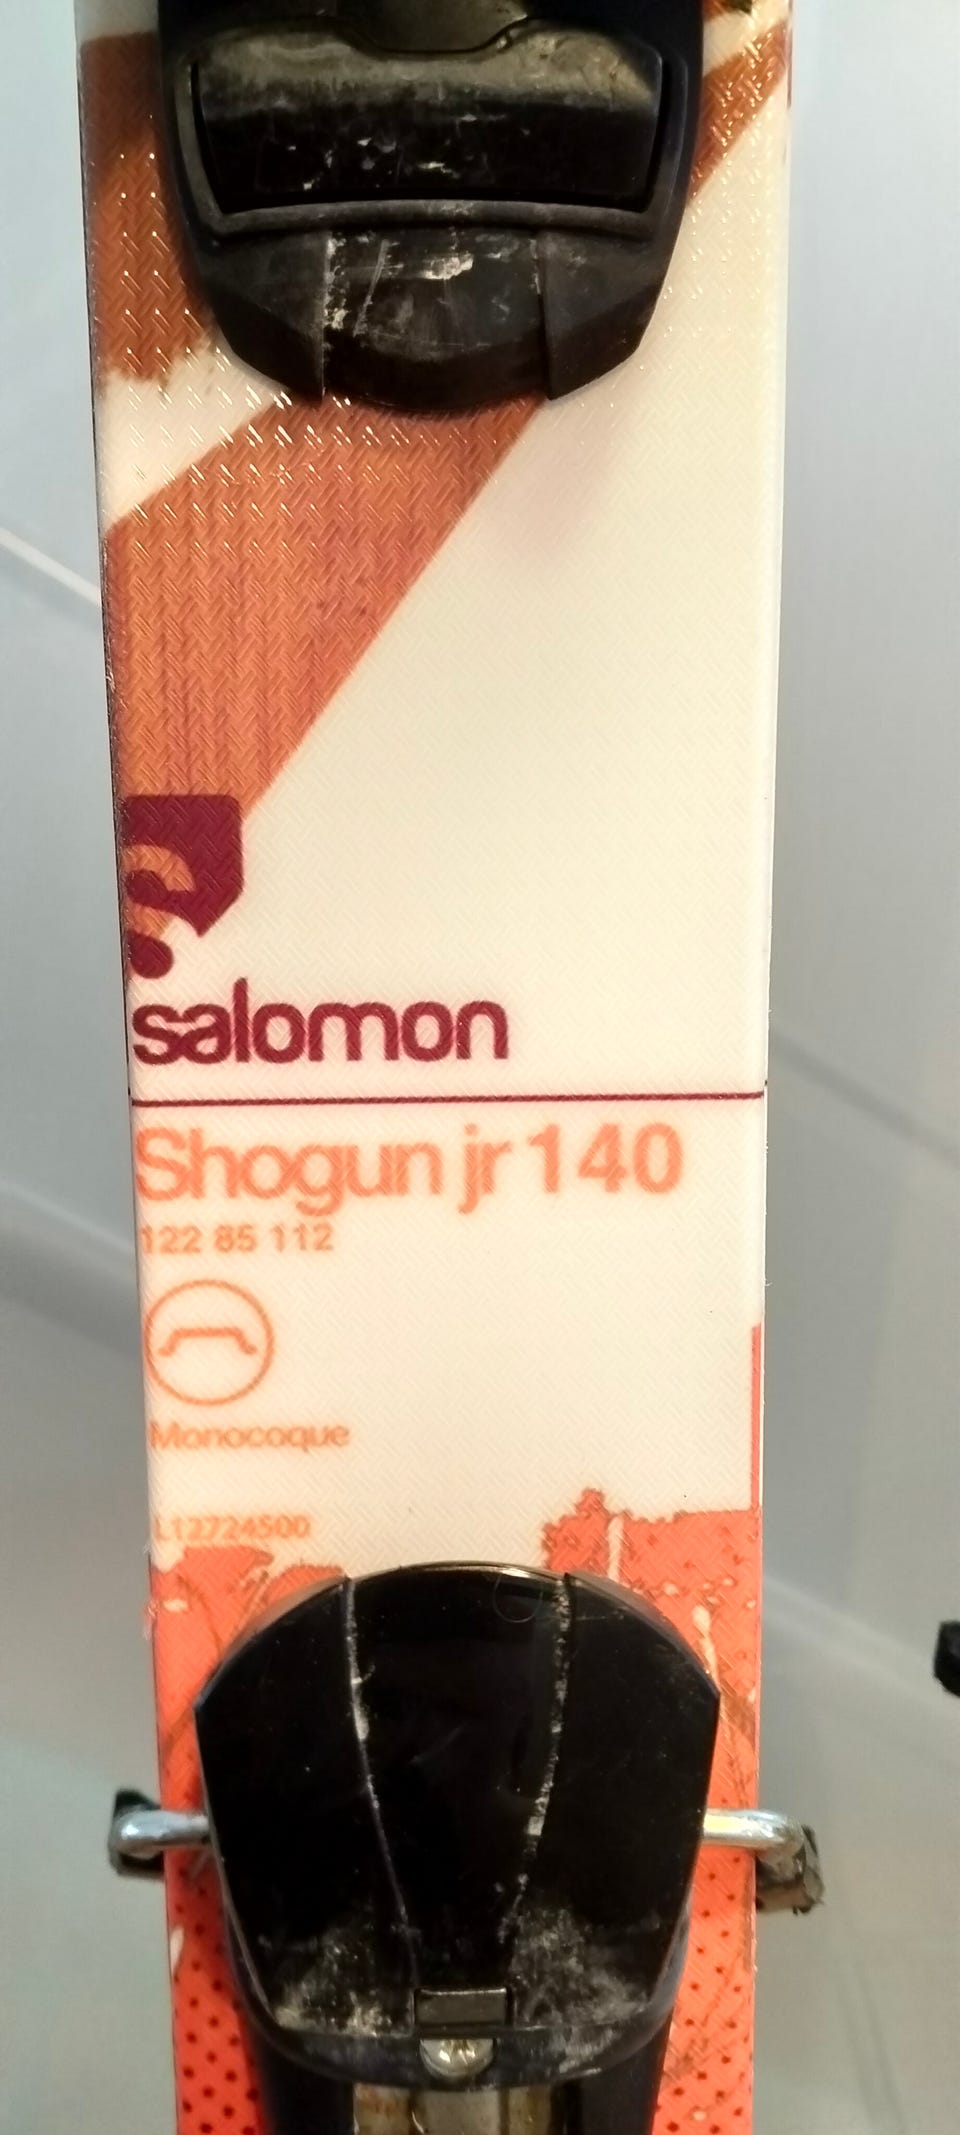 salomon
Shogun jr 140
122 85 112
Monocoque
L12724500